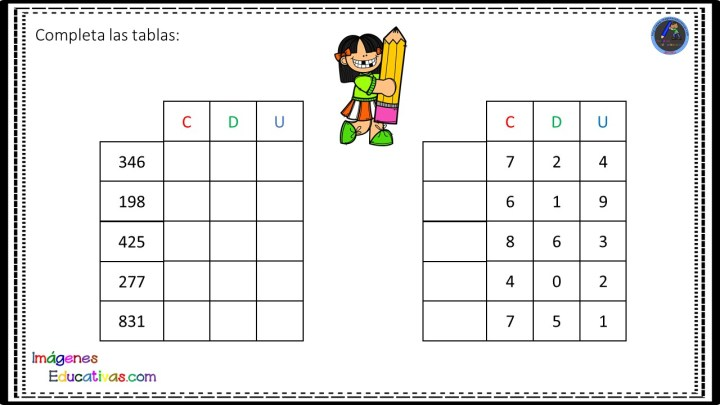 Completa las tablas:
C D U
346
198
425
277
831
C D U
7 2 4
6 1 9
8 6 3
4 0 2
7 5 1
Imágenes
Educativas.com